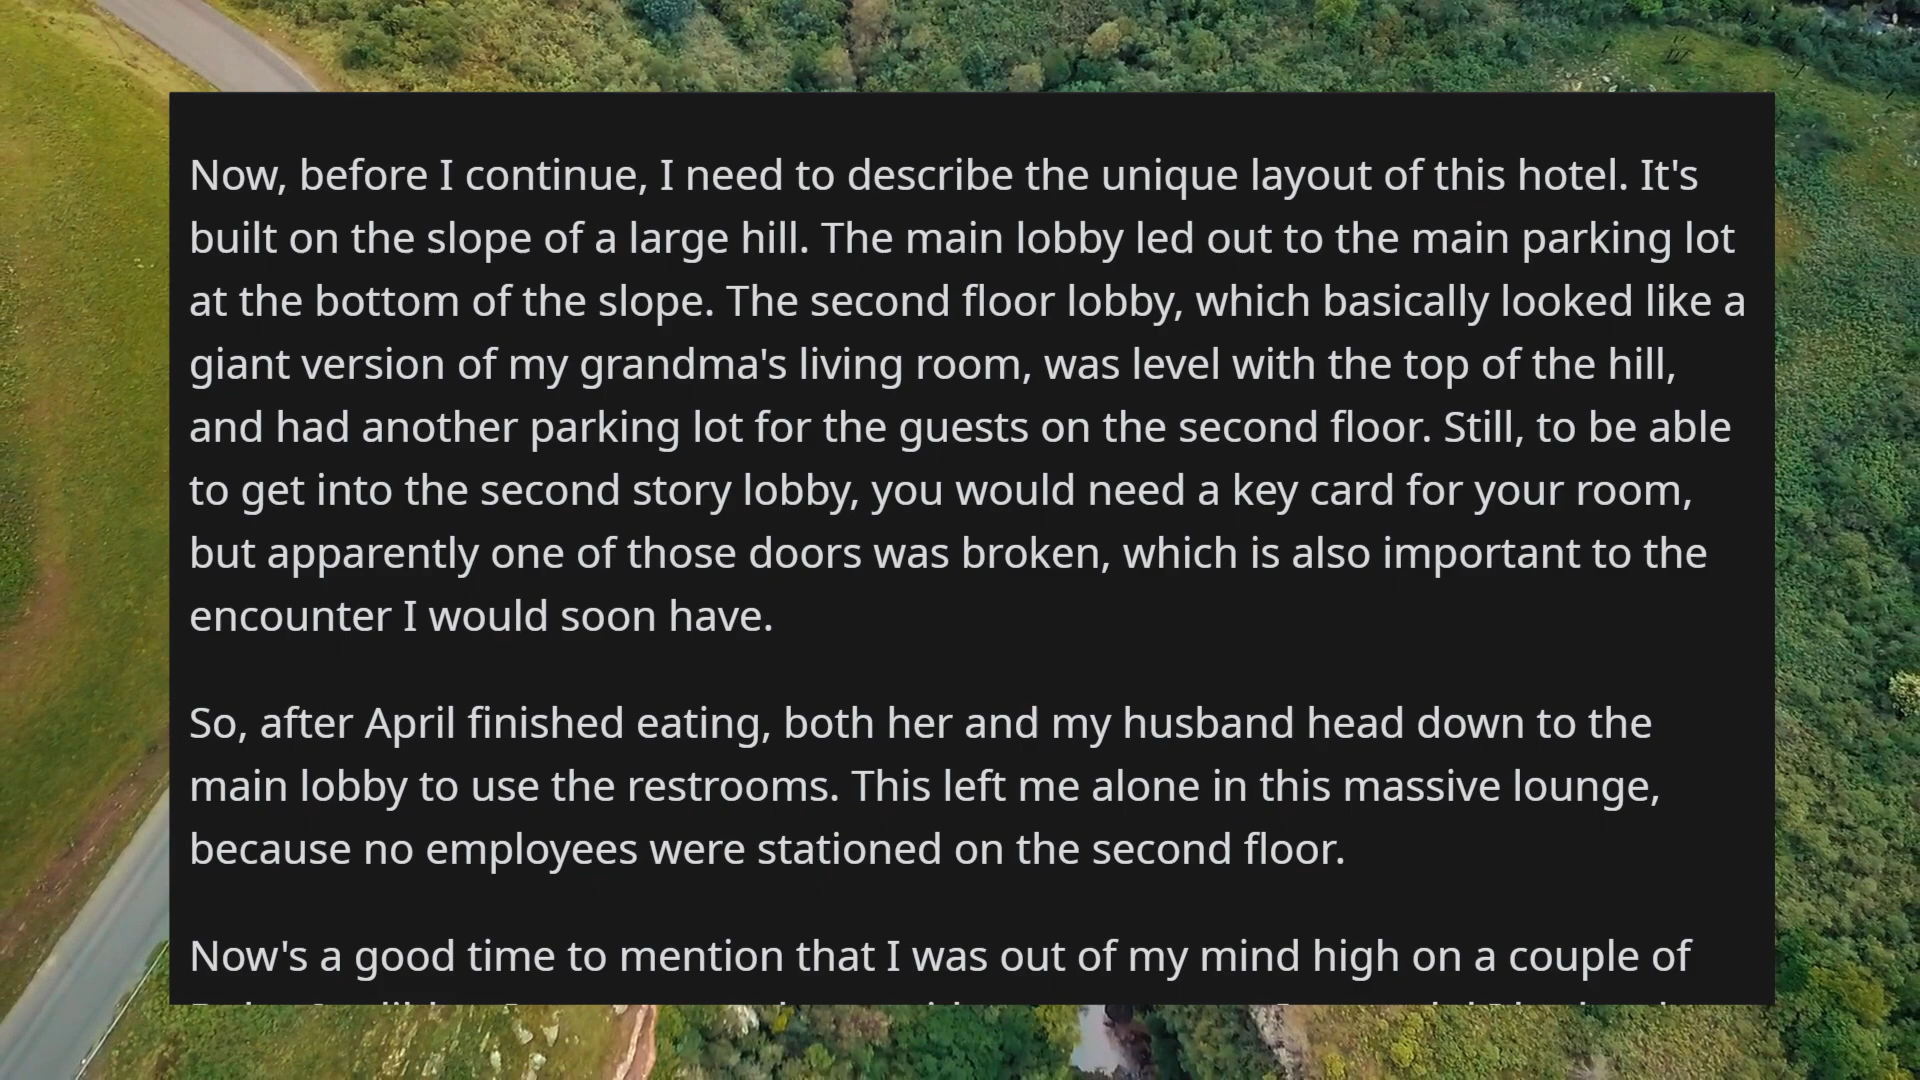 Now, before I continue, I need to describe the unique layout of this hotel. It's
built on the slope of a large hill. The main lobby led out to the main parking lot
at the bottom of the slope. The second floor lobby, which basically looked like a
giant version of my grandma's living room, was level with the top of the hill,
and had another parking lot for the guests on the second floor. Still, to be able
to get into the second story lobby, you would need a key card for your room,
but apparently one of those doors was broken, which is also important to the
encounter I would soon have.
So, after April finished eating, both her and my husband head down to the
main lobby to use the restrooms. This left me alone in this massive lounge,
because no employees were stationed on the second floor.
Now's a good time to mention that I was out of my mind high on a couple of